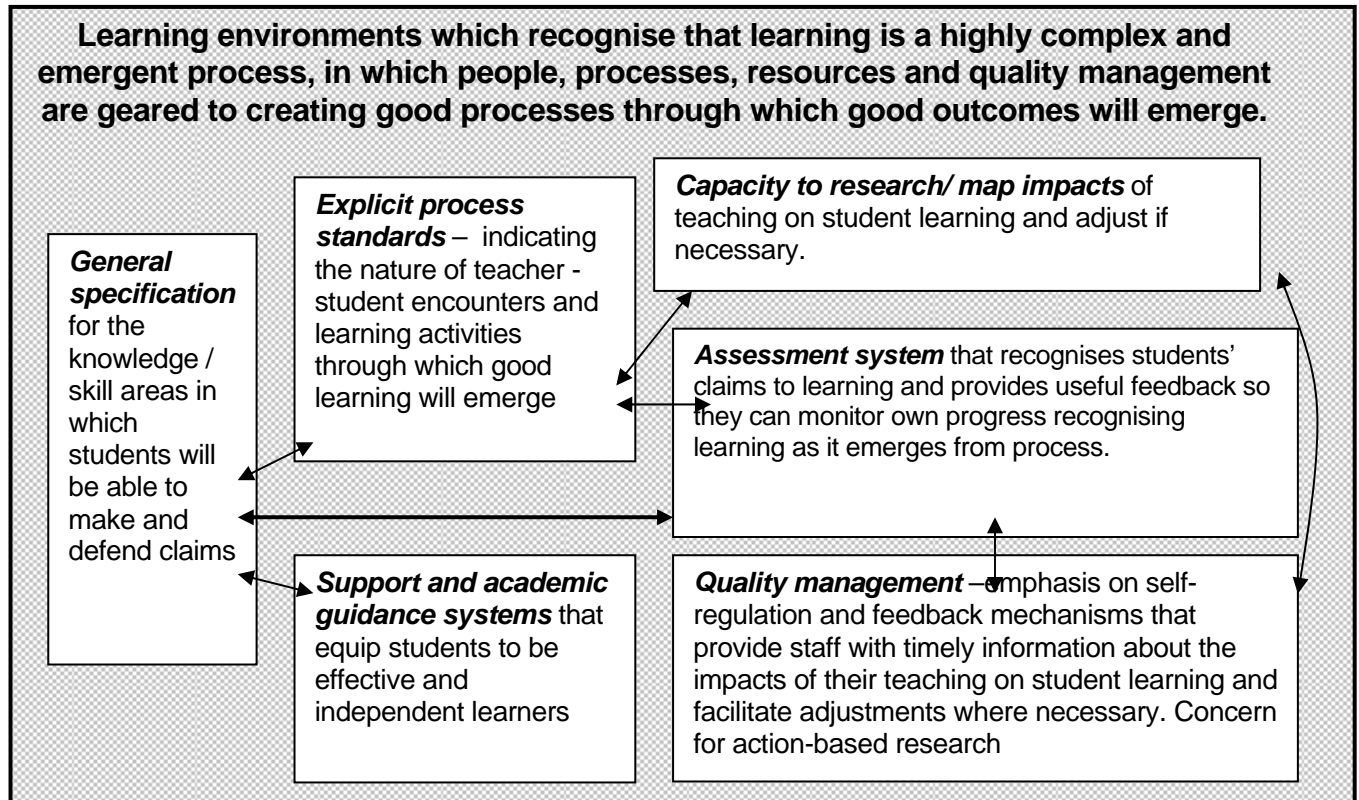 Learning environments which recognise that learning is a highly complex and
emergent process, in which people, processes, resources and quality management
are geared to creating good processes through which good outcomes will emerge.
General
specification
for the
knowledge /
skill areas in
which
students will
be able to
make and
defend claims
Explicit process
standards – indicating
the nature of teacher -
student encounters and
learning activities
through which good
learning will emerge
Capacity to research/ map impacts of
teaching on student learning and adjust if
necessary.
Assessment system that recognises students’
claims to learning and provides useful feedback so
they can monitor own progress recognising
learning as it emerges from process.
Support and academic
guidance systems that
equip students to be
effective and
independent learners
Quality management –emphasis on self-
regulation and feedback mechanisms that
provide staff with timely information about the
impacts of their teaching on student learning and
facilitate adjustments where necessary. Concern
for action-based research